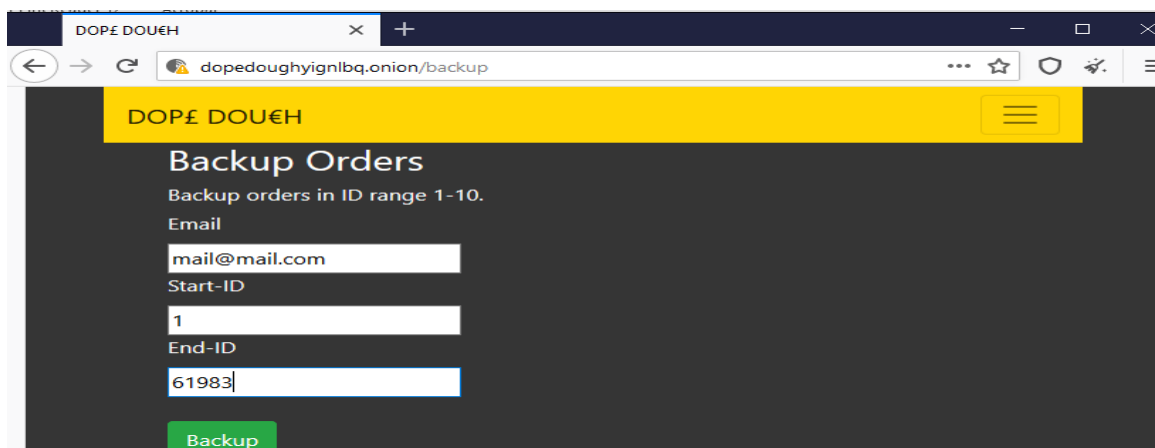 DOP£ DOU€H
dopedoughyignlbq.onion/backup
DOP£ DOU€H
Backup Orders
Backup orders in ID range 1-10.
Email
mail@mail.com
Start-ID
1
End-ID
61983
Backup